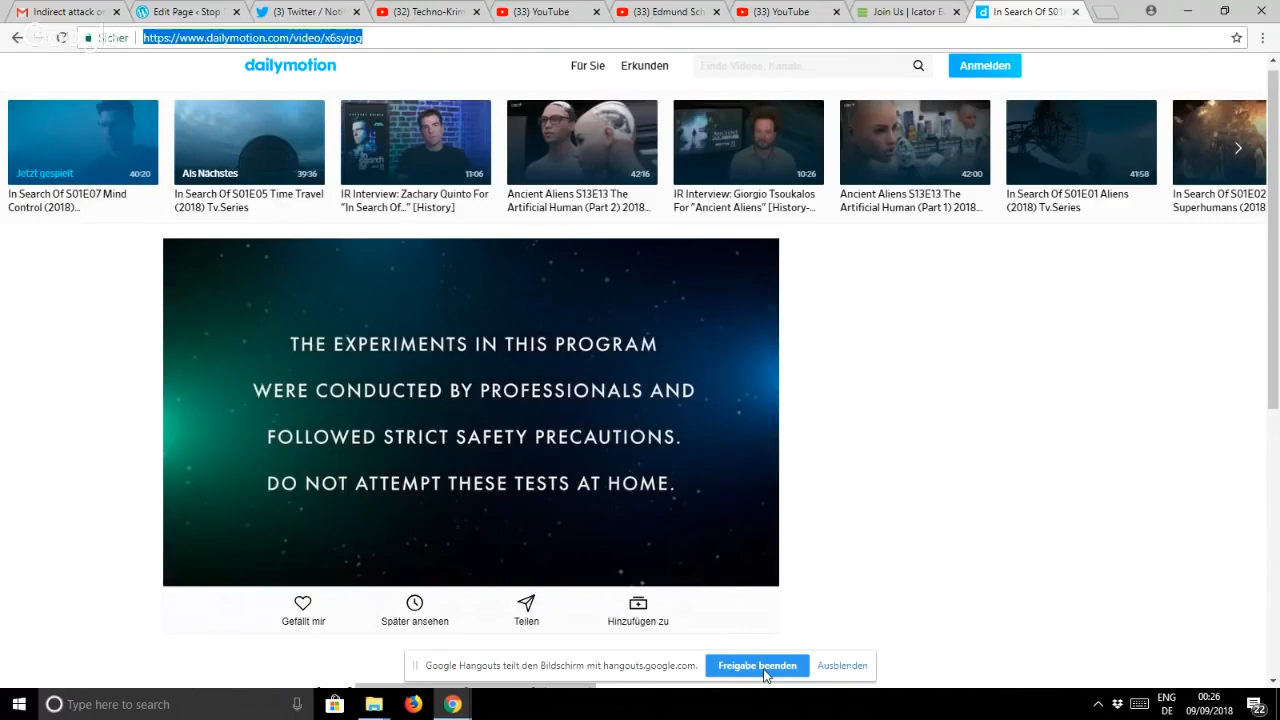 Indirect attack or
Edit Page ‹ Stop
(3) Twitter / Noti
(32) Techno-Krim
(33) YouTube
(33) Edmund Sch
(33) YouTube
Join Us | Icator E
In Search Of S01
Sicher
https://www.dailymotion.com/video/x6syipg
dailymotion
Für Sie
Erkunden
Finde Videos, Kanäle,...
Anmelden
Jetzt gespielt
40:20
Als Nächstes
39:36
11:06
42:16
10:26
42:00
41:58
In Search Of S01E07 Mind
Control (2018)...
In Search Of S01E05 Time Travel
(2018) Tv.Series
IR Interview: Zachary Quinto For
"In Search Of..." [History]
Ancient Aliens S13E13 The
Artificial Human (Part 2) 2018...
IR Interview: Giorgio Tsoukalos
For "Ancient Aliens" [History-...
Ancient Aliens S13E13 The
Artificial Human (Part 1) 2018...
In Search Of S01E01 Aliens
(2018) Tv.Series
In Search Of S01E02
Superhumans (2018
THE EXPERIMENTS IN THIS PROGRAM
WERE CONDUCTED BY PROFESSIONALS AND
FOLLOWED STRICT SAFETY PRECAUTIONS.
DO NOT ATTEMPT THESE TESTS AT HOME.
Gefällt mir
Später ansehen
Teilen
Hinzufügen zu
Google Hangouts teilt den Bildschirm mit hangouts.google.com.
Freigabe beenden
Ausblenden
Type here to search
ENG
DE
00:26
09/09/2018
22